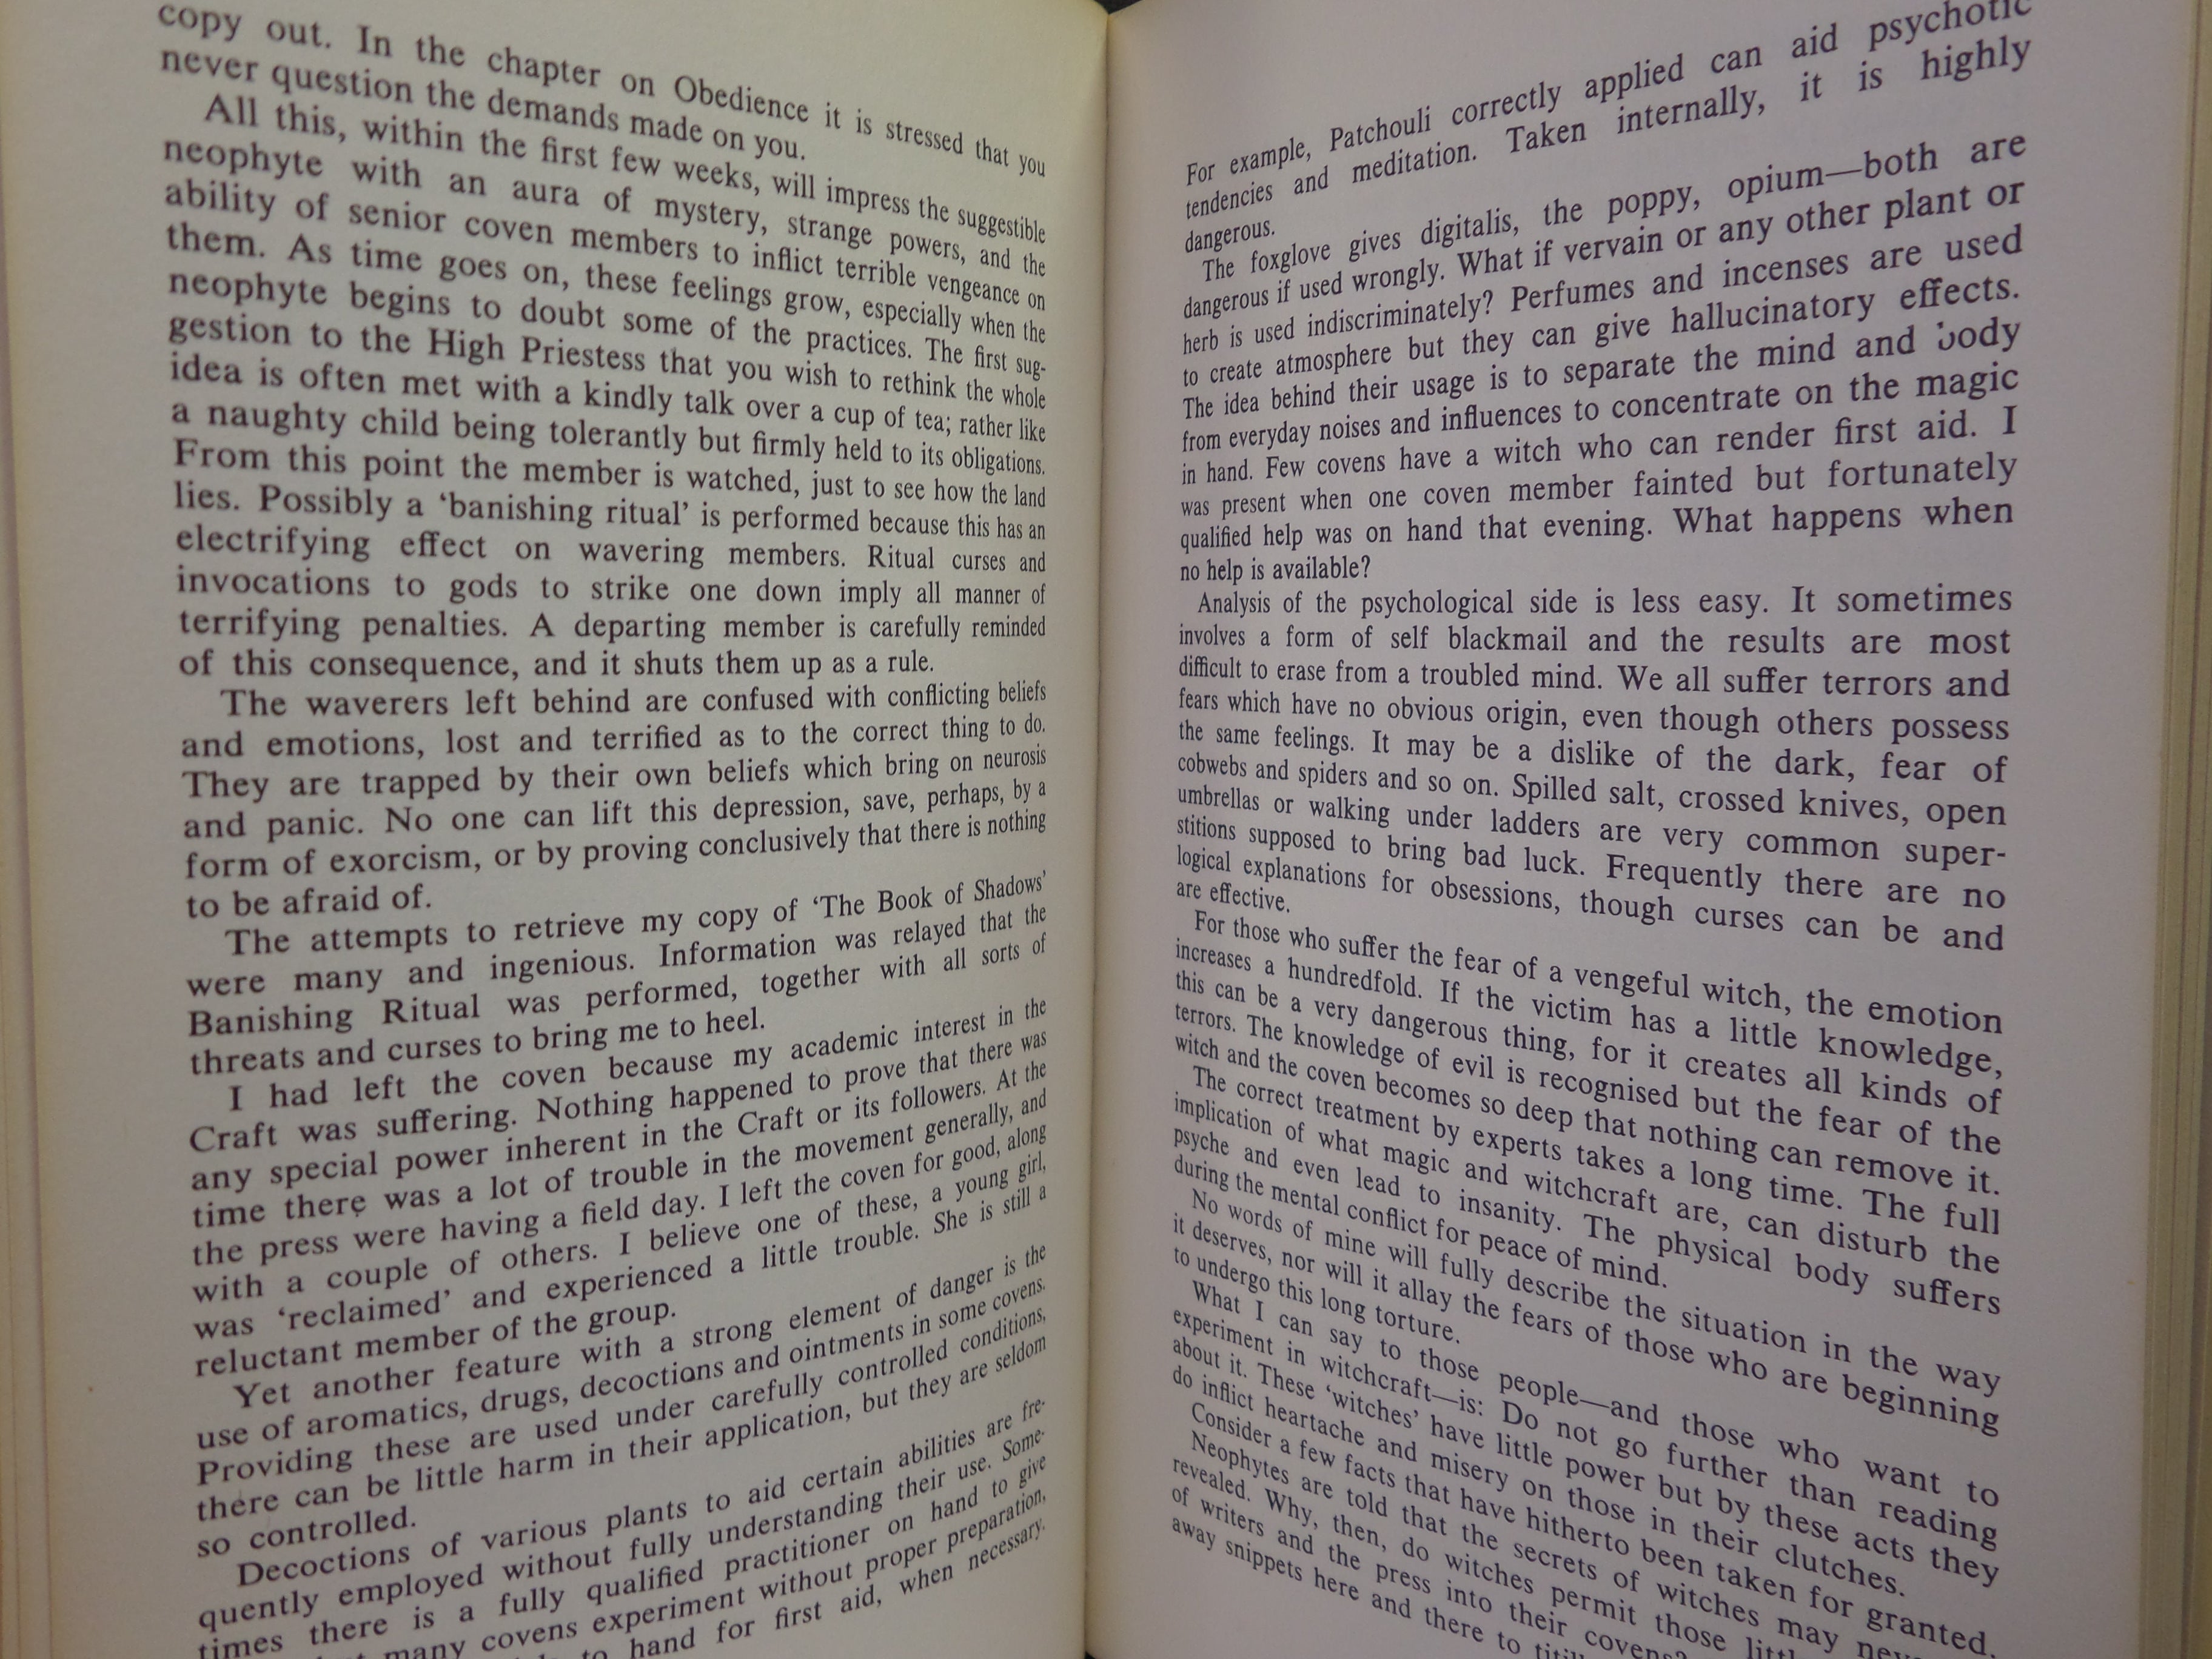 copy out. In the chapter on Obedience it is stressed that you
never question the demands made on you.
All this, within the first few weeks, will impress the suggestible
neophyte with an aura of mystery, strange powers, and the
ability of senior coven members to inflict terrible vengeance on
them. As time goes on, these feelings grow, especially when the
neophyte begins to doubt some of the practices. The first sug-
gestion to the High Priestess that you wish to rethink the whole
idea is often met with a kindly talk over a cup of tea; rather like
a naughty child being tolerantly but firmly held to its obligations.
From this point the member is watched, just to see how the land
lies. Possibly a ‘banishing ritual’ is performed because this has an
electrifying effect on wavering members. Ritual curses and
invocations to gods to strike one down imply all manner of
terrifying penalties. A departing member is carefully reminded
of this consequence, and it shuts them up as a rule.
The waverers left behind are confused with conflicting beliefs
and emotions, lost and terrified as to the correct thing to do.
They are trapped by their own beliefs which bring on neurosis
and panic. No one can lift this depression, save, perhaps, by a
form of exorcism, or by proving conclusively that there is nothing
to be afraid of.
The attempts to retrieve my copy of ‘The Book of Shadows’
were many and ingenious. Information was relayed that the
Banishing Ritual was performed, together with all sorts of
threats and curses to bring me to heel.
I had left the coven because my academic interest in the
Craft was suffering. Nothing happened to prove that there was
any special power inherent in the Craft or its followers. At the
time there was a lot of trouble in the movement generally, and
the press were having a field day. I left the coven for good, along
with a couple of others. I believe one of these, a young girl,
was ‘reclaimed’ and experienced a little trouble. She is still a
reluctant member of the group.
Yet another feature with a strong element of danger is the
use of aromatics, drugs, decoctions and ointments in some covens.
Providing these are used under carefully controlled conditions,
there can be little harm in their application, but they are seldom
so controlled.
Decoctions of various plants to aid certain abilities are fre-
quently employed without fully understanding their use. Some-
times there is a fully qualified practitioner on hand to give
many covens experiment without proper preparation,
to hand for first aid, when necessary.
For example, Patchouli correctly applied can aid psychotic
tendencies and meditation. Taken internally, it is highly
dangerous.
The foxglove gives digitalis, the poppy, opium—both are
dangerous if used wrongly. What if vervain or any other plant or
herb is used indiscriminately? Perfumes and incenses are used
to create atmosphere but they can give hallucinatory effects.
The idea behind their usage is to separate the mind and body
from everyday noises and influences to concentrate on the magic
in hand. Few covens have a witch who can render first aid. I
was present when one coven member fainted but fortunately
qualified help was on hand that evening. What happens when
no help is available?
Analysis of the psychological side is less easy. It sometimes
involves a form of self blackmail and the results are most
difficult to erase from a troubled mind. We all suffer terrors and
fears which have no obvious origin, even though others possess
the same feelings. It may be a dislike of the dark, fear of
cobwebs and spiders and so on. Spilled salt, crossed knives, open
umbrellas or walking under ladders are very common super-
stitions supposed to bring bad luck. Frequently there are no
logical explanations for obsessions, though curses can be and
are effective.
For those who suffer the fear of a vengeful witch, the emotion
increases a hundredfold. If the victim has a little knowledge,
this can be a very dangerous thing, for it creates all kinds of
terrors. The knowledge of evil is recognised but the fear of the
witch and the coven becomes so deep that nothing can remove it.
The correct treatment by experts takes a long time. The full
implication of what magic and witchcraft are, can disturb the
psyche and even lead to insanity. The physical body suffers
during the mental conflict for peace of mind.
No words of mine will fully describe the situation in the way
it deserves, nor will it allay the fears of those who are beginning
to undergo this long torture.
What I can say to those people—and those who want to
experiment in witchcraft—is: Do not go further than reading
about it. These ‘witches’ have little power but by these acts they
do inflict heartache and misery on those in their clutches.
Consider a few facts that have hitherto been taken for granted.
Neophytes are told that the secrets of witches may
revealed. Why, then, do witches permit those
of writers and the press into their covens?
away snippets here and there to